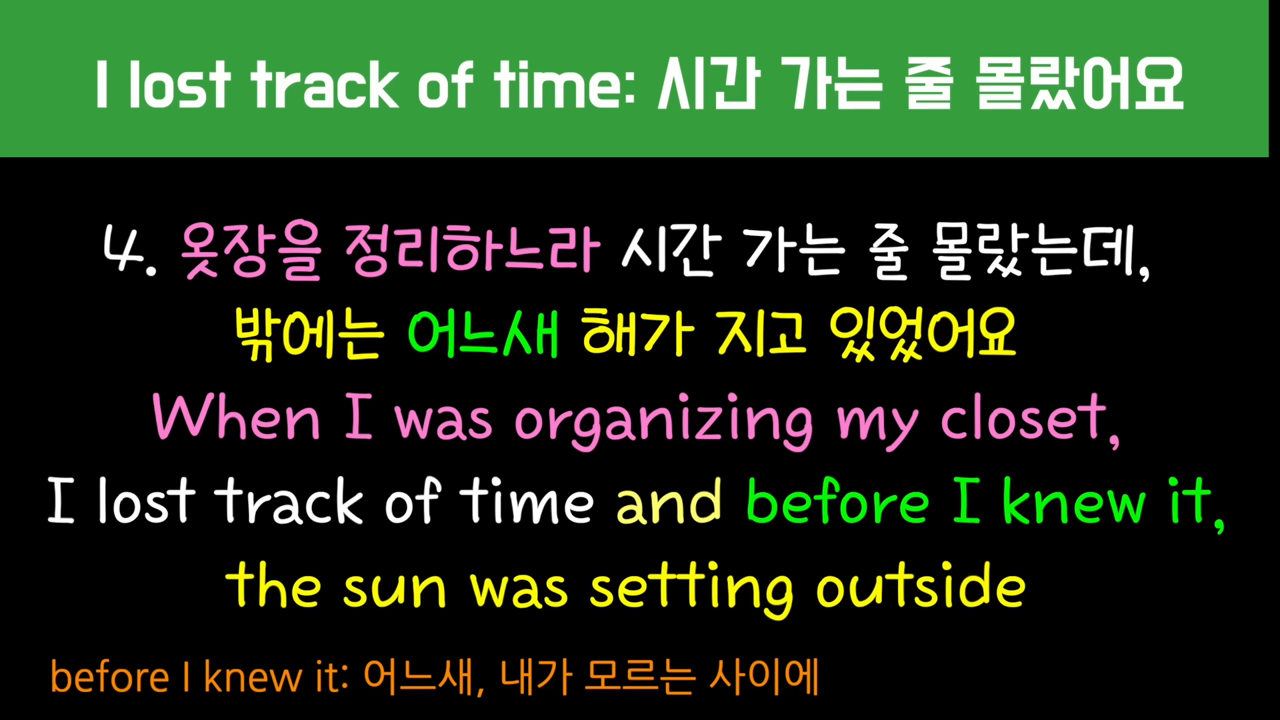 I lost track of time: 시간 가는 줄 몰랐어요
4. 옷장을 정리하느라 시간 가는 줄 몰랐는데,
밖에는 어느새 해가 지고 있었어요
When I was organizing my closet,
I lost track of time and before I knew it,
the sun was setting outside
before I knew it: 어느새, 내가 모르는 사이에